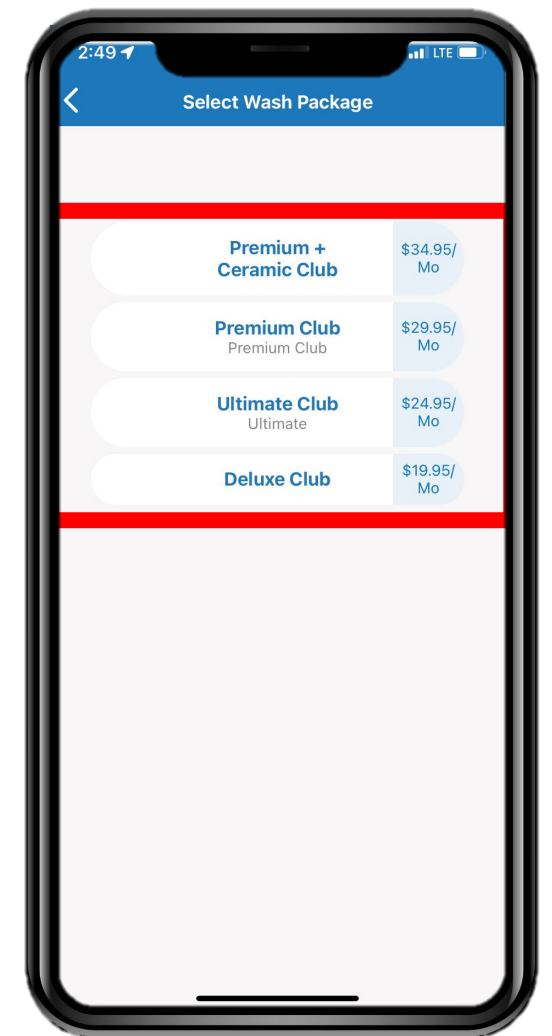 2:49 LTE
Select Wash Package
Premium +
Ceramic Club
$34.95/
Mo
Premium Club
Premium Club
$29.95/
Mo
Ultimate Club
Ultimate
$24.95/
Mo
Deluxe Club
$19.95/
Mo